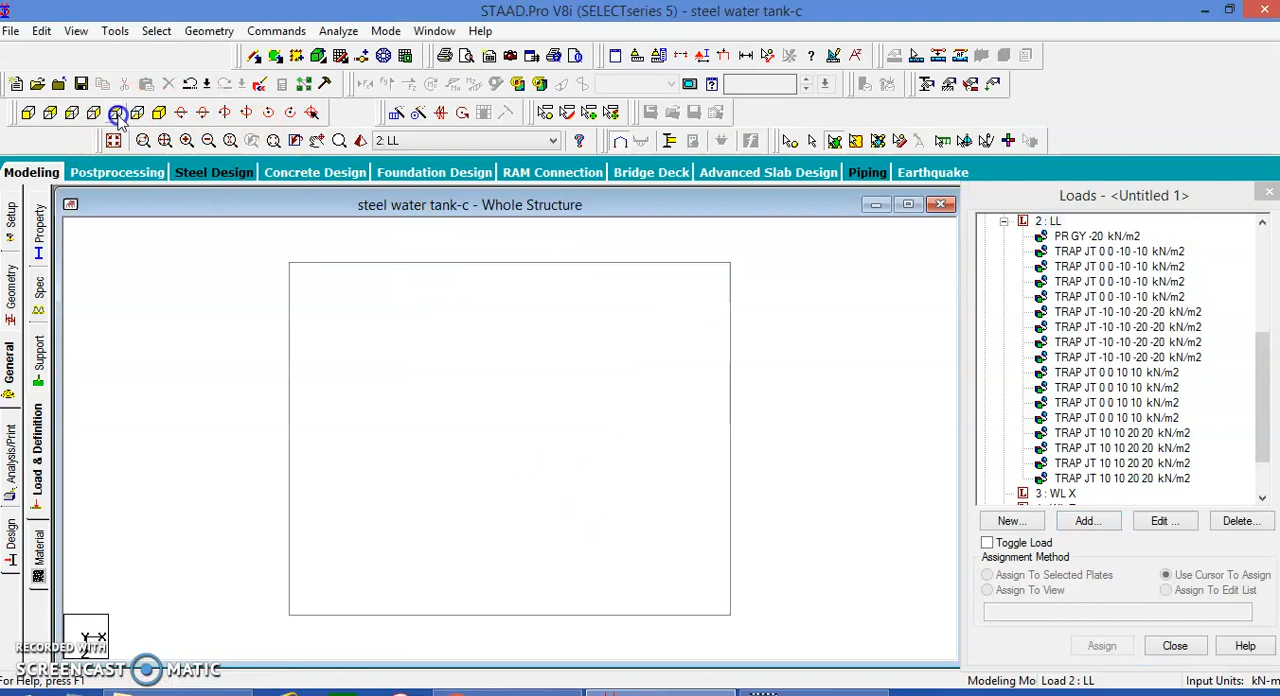 STAAD.Pro V8i (SELECTseries 5) - steel water tank-c
File Edit View Tools Select Geometry Commands Analyze Mode Window Help
2: LL
Modeling Postprocessing Steel Design Concrete Design Foundation Design RAM Connection Bridge Deck Advanced Slab Design Piping Earthquake
Setup
Geometry
General
Analysis/Print
Design
Property
Spec
Support
Load & Definition
Material
steel water tank-c - Whole Structure
Y X
Z
Loads - <Untitled 1>
2 : LL
PR GY -20 kN/m2
TRAP JT 0 0 -10 -10 kN/m2
TRAP JT 0 0 -10 -10 kN/m2
TRAP JT 0 0 -10 -10 kN/m2
TRAP JT 0 0 -10 -10 kN/m2
TRAP JT -10 -10 -20 -20 kN/m2
TRAP JT -10 -10 -20 -20 kN/m2
TRAP JT -10 -10 -20 -20 kN/m2
TRAP JT -10 -10 -20 -20 kN/m2
TRAP JT 0 0 10 10 kN/m2
TRAP JT 0 0 10 10 kN/m2
TRAP JT 0 0 10 10 kN/m2
TRAP JT 0 0 10 10 kN/m2
TRAP JT 10 10 20 20 kN/m2
TRAP JT 10 10 20 20 kN/m2
TRAP JT 10 10 20 20 kN/m2
TRAP JT 10 10 20 20 kN/m2
3 : WL X
New... Add... Edit ... Delete...
Toggle Load
Assignment Method
Assign To Selected Plates Use Cursor To Assign
Assign To View Assign To Edit List
Assign Close Help
RECORDED WITH
SCREENCAST MATIC
For Help, press F1
Modeling Mo Load 2 : LL Input Units: kN-m